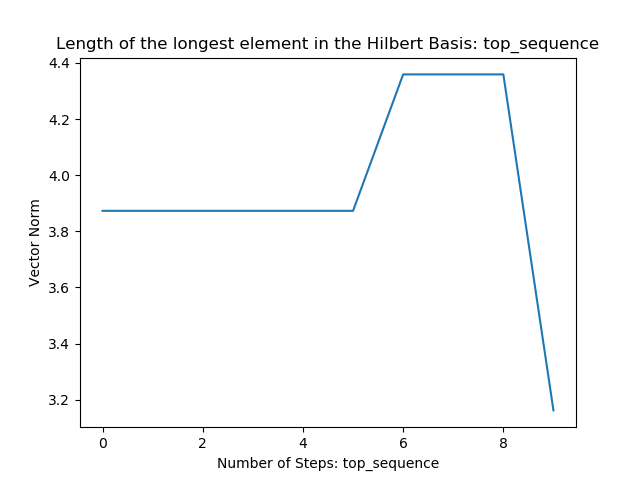 Length of the longest element in the Hilbert Basis: top_sequence
4.4
4.2
4.0
3.8
3.6
3.4
3.2
Vector Norm
0 2 4 6 8
Number of Steps: top_sequence